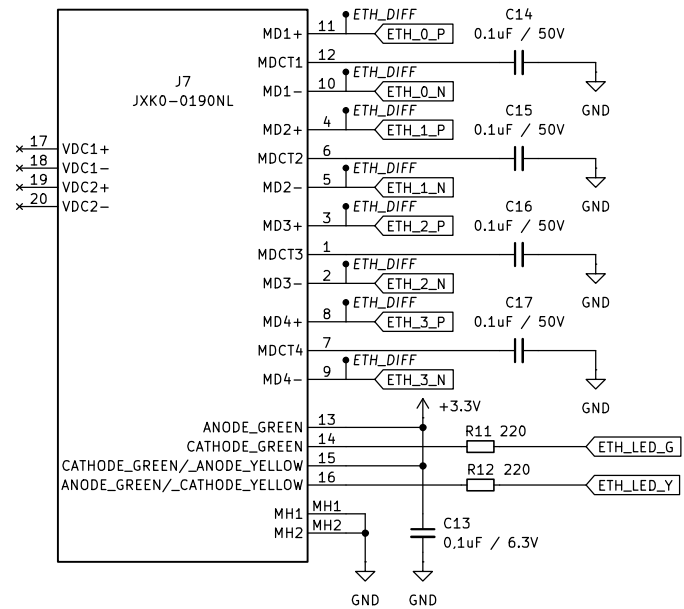 ETH_DIFF
C14
MD1+ 11 ETH_0_P 0.1uF / 50V
MDCT1 12
J7
ETH_DIFF
JXK0-0190NL
MD1- 10 ETH_0_N
GND
ETH_DIFF
C15
MD2+ 4 ETH_1_P 0.1uF / 50V
17 VDC1+
MDCT2 6
18 VDC1-
ETH_DIFF
19 VDC2+
MD2- 5 ETH_1_N
20 VDC2-
GND
ETH_DIFF
C16
MD3+ 3 ETH_2_P 0.1uF / 50V
MDCT3 1
ETH_DIFF
MD3- 2 ETH_2_N
GND
ETH_DIFF
C17
MD4+ 8 ETH_3_P 0.1uF / 50V
MDCT4 7
ETH_DIFF
MD4- 9 ETH_3_N
GND
+3.3V
ANODE_GREEN 13
R11 220
CATHODE_GREEN 14 ETH_LED_G
CATHODE_GREEN/_ANODE_YELLOW 15
R12 220
ANODE_GREEN/_CATHODE_YELLOW 16 ETH_LED_Y
MH1 MH1
MH2 MH2
C13
0,1uF / 6.3V
GND GND